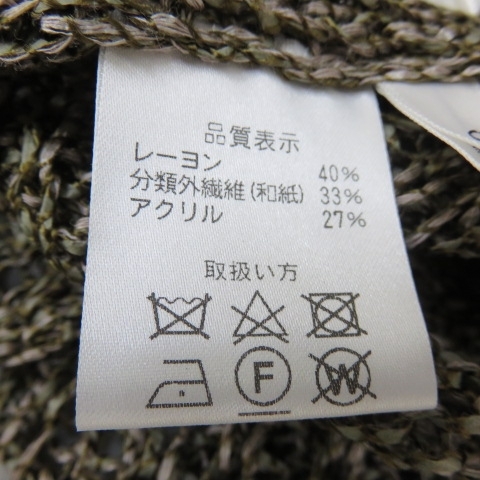 品質表示
レーヨン 40%
分類外繊維(和紙) 33%
アクリル 27%
取扱い方
F
W